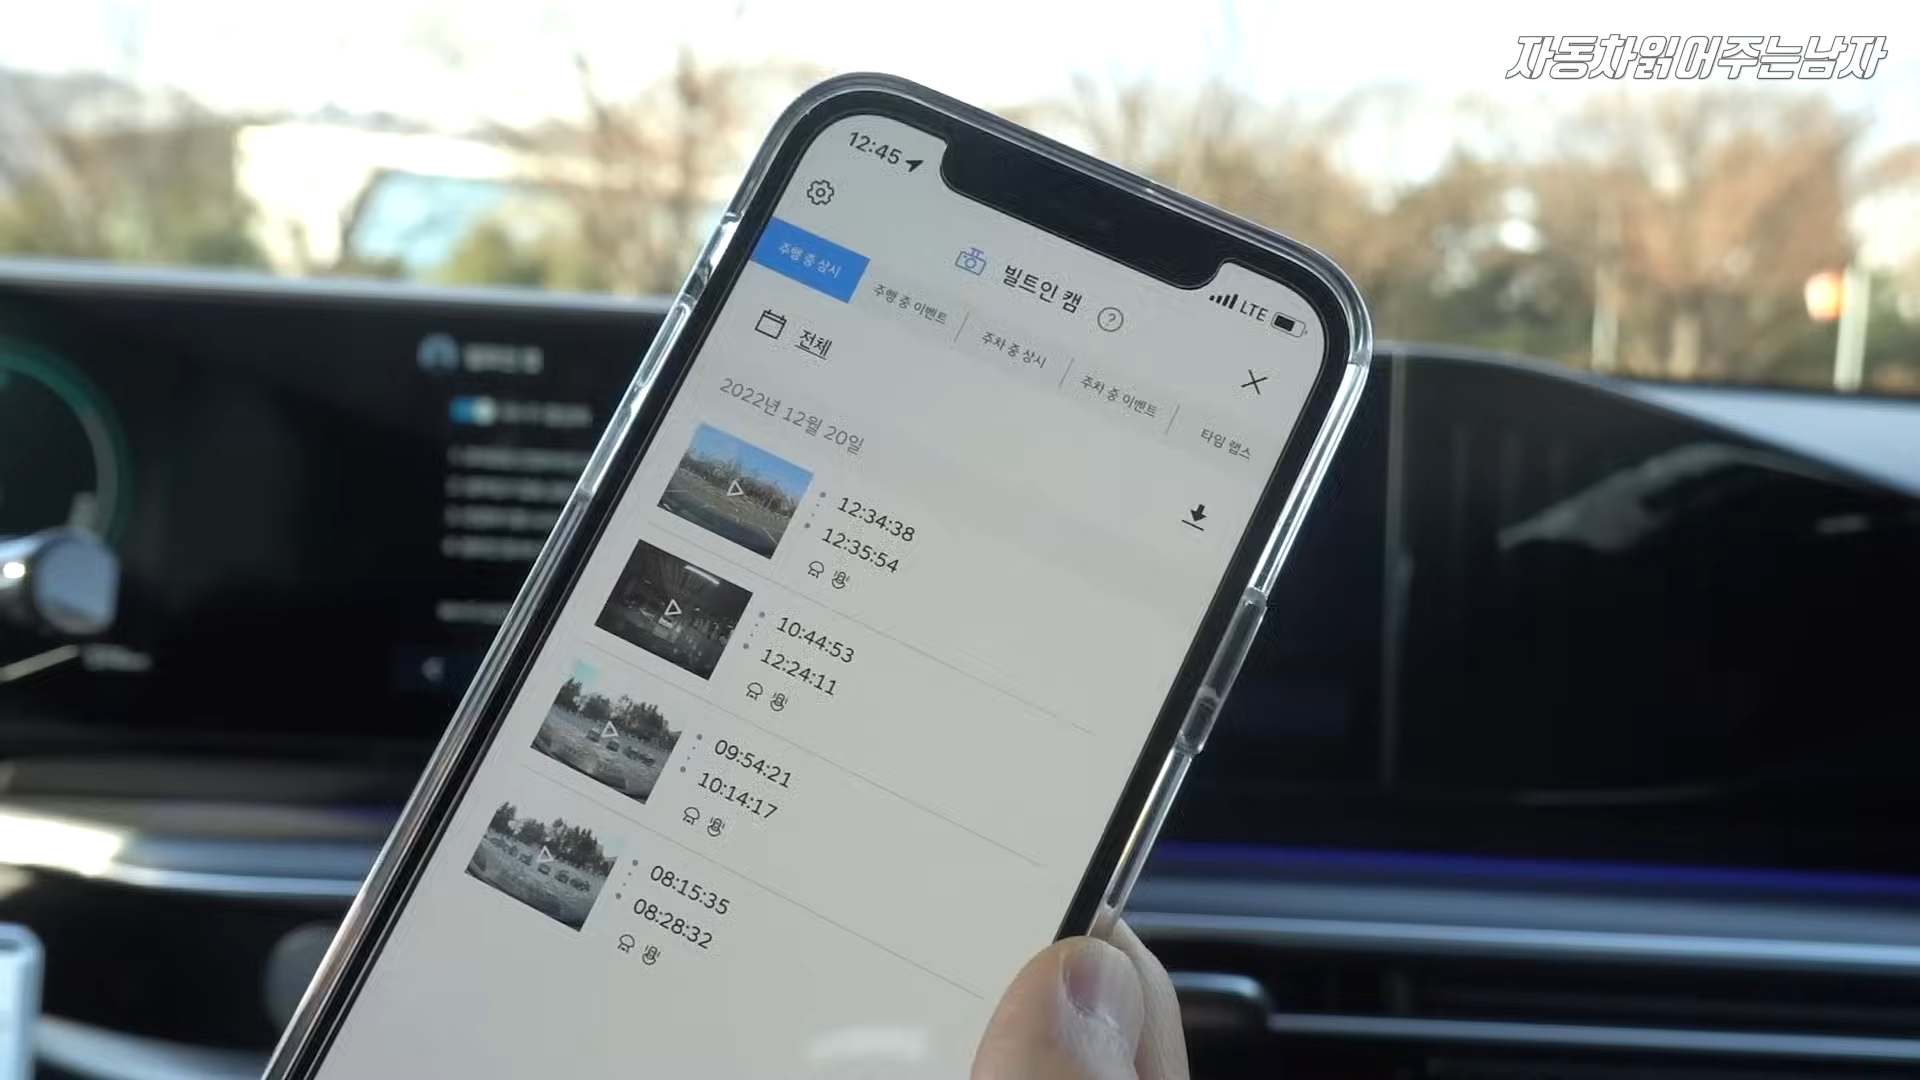 자동차읽어주는남자
12:45
LTE
빌트인 캠
?
주행 중 상시
주행 중 이벤트
주차 중 상시
주차 중 이벤트
타임 랩스
전체
2022년 12월 20일
12:34:38
12:35:54
10:44:53
12:24:11
09:54:21
10:14:17
08:15:35
08:28:32